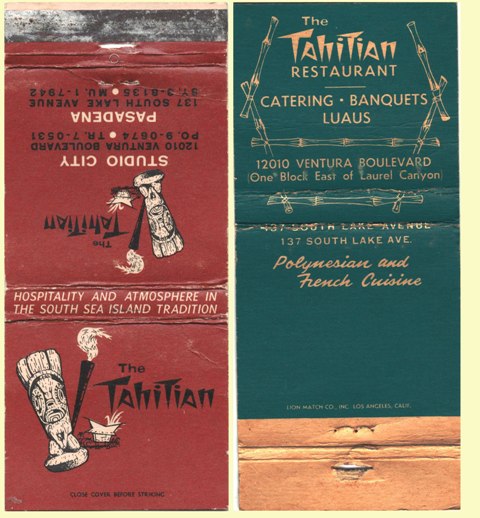 The
Tahitian
STUDIO CITY
12010 VENTURA BOULEVARD
PO. 9-0674 • TR. 7-0531
PASADENA
137 SOUTH LAKE AVENUE
SY. 3-8135 • MU. 1-7942
HOSPITALITY AND ATMOSPHERE IN
THE SOUTH SEA ISLAND TRADITION
The
Tahitian
CLOSE COVER BEFORE STRIKING
The
Tahitian
RESTAURANT
CATERING • BANQUETS
LUAUS
12010 VENTURA BOULEVARD
(One Block East of Laurel Canyon)
437 SOUTH LAKE AVENUE
137 SOUTH LAKE AVE.
Polynesian and
French Cuisine
LION MATCH CO., INC. LOS ANGELES, CALIF.